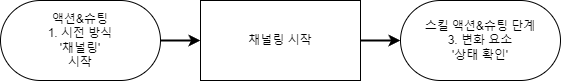 액션&슈팅
1. 시전 방식
'채널링'
시작
채널링 시작
스킬 액션&슈팅 단계
3. 변화 요소
'상태 확인'